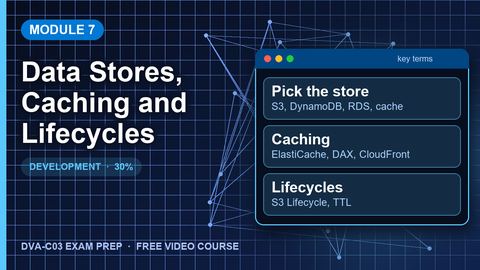 MODULE 7
Data Stores,
Caching and
Lifecycles
DEVELOPMENT · 30%
key terms
Pick the store
S3, DynamoDB, RDS, cache
Caching
ElastiCache, DAX, CloudFront
Lifecycles
S3 Lifecycle, TTL
DVA-C03 EXAM PREP · FREE VIDEO COURSE